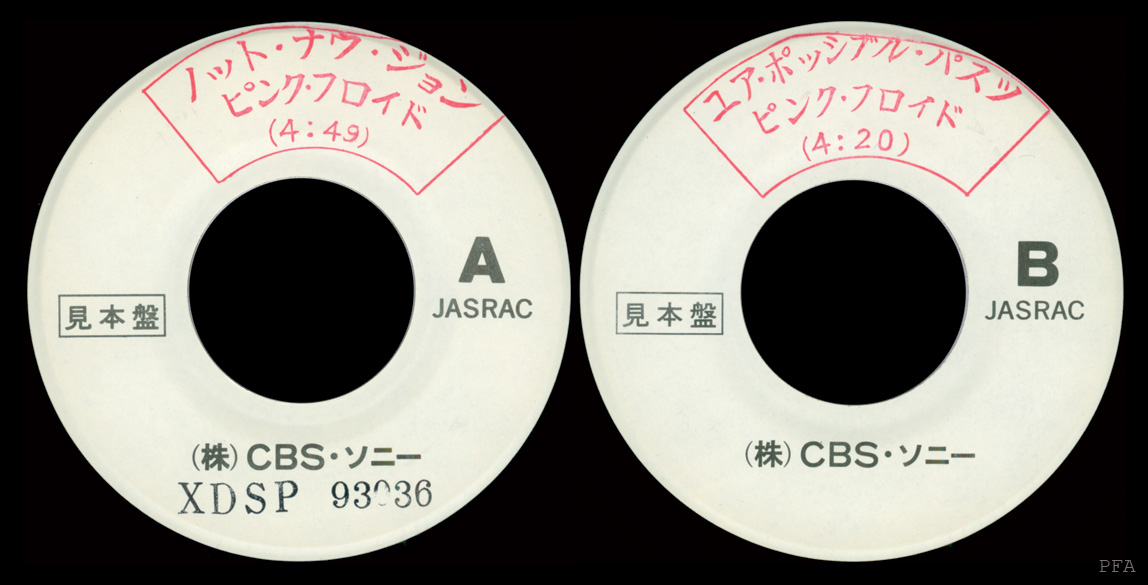 ノット・ナウ・ジョン
ピンク・フロイド
(4:49)
A
JASRAC
見本盤
(株)CBS・ソニー
XDSP 93036
ユア・ポッシブル・パスツ
ピンク・フロイド
(4:20)
B
JASRAC
見本盤
(株)CBS・ソニー
PFA